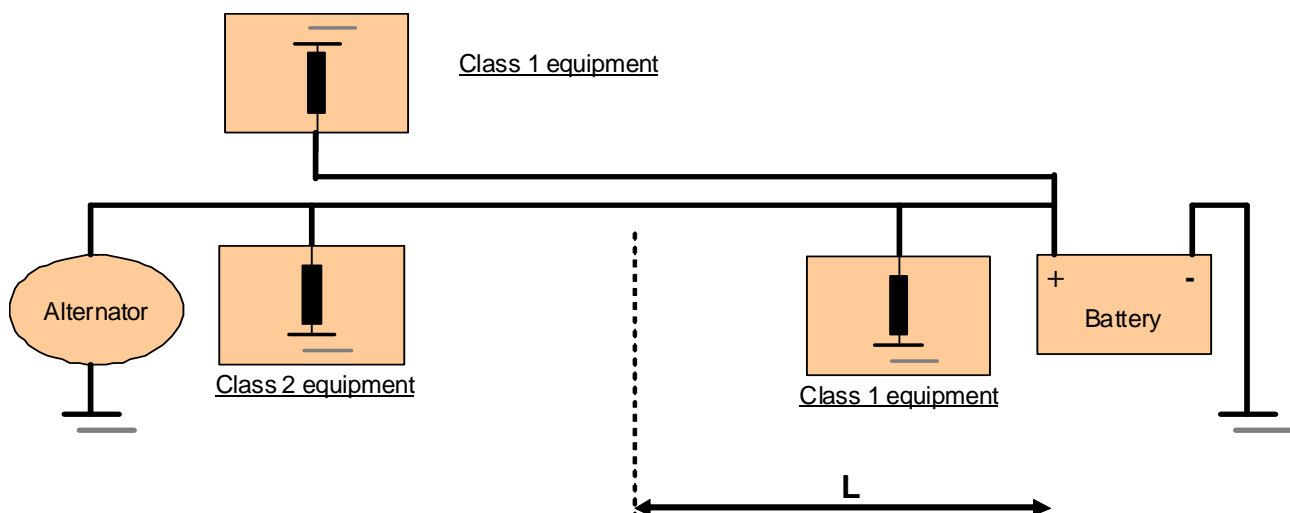 Class 1 equipment
Alternator
+ -
Battery
Class 2 equipment
Class 1 equipment
L